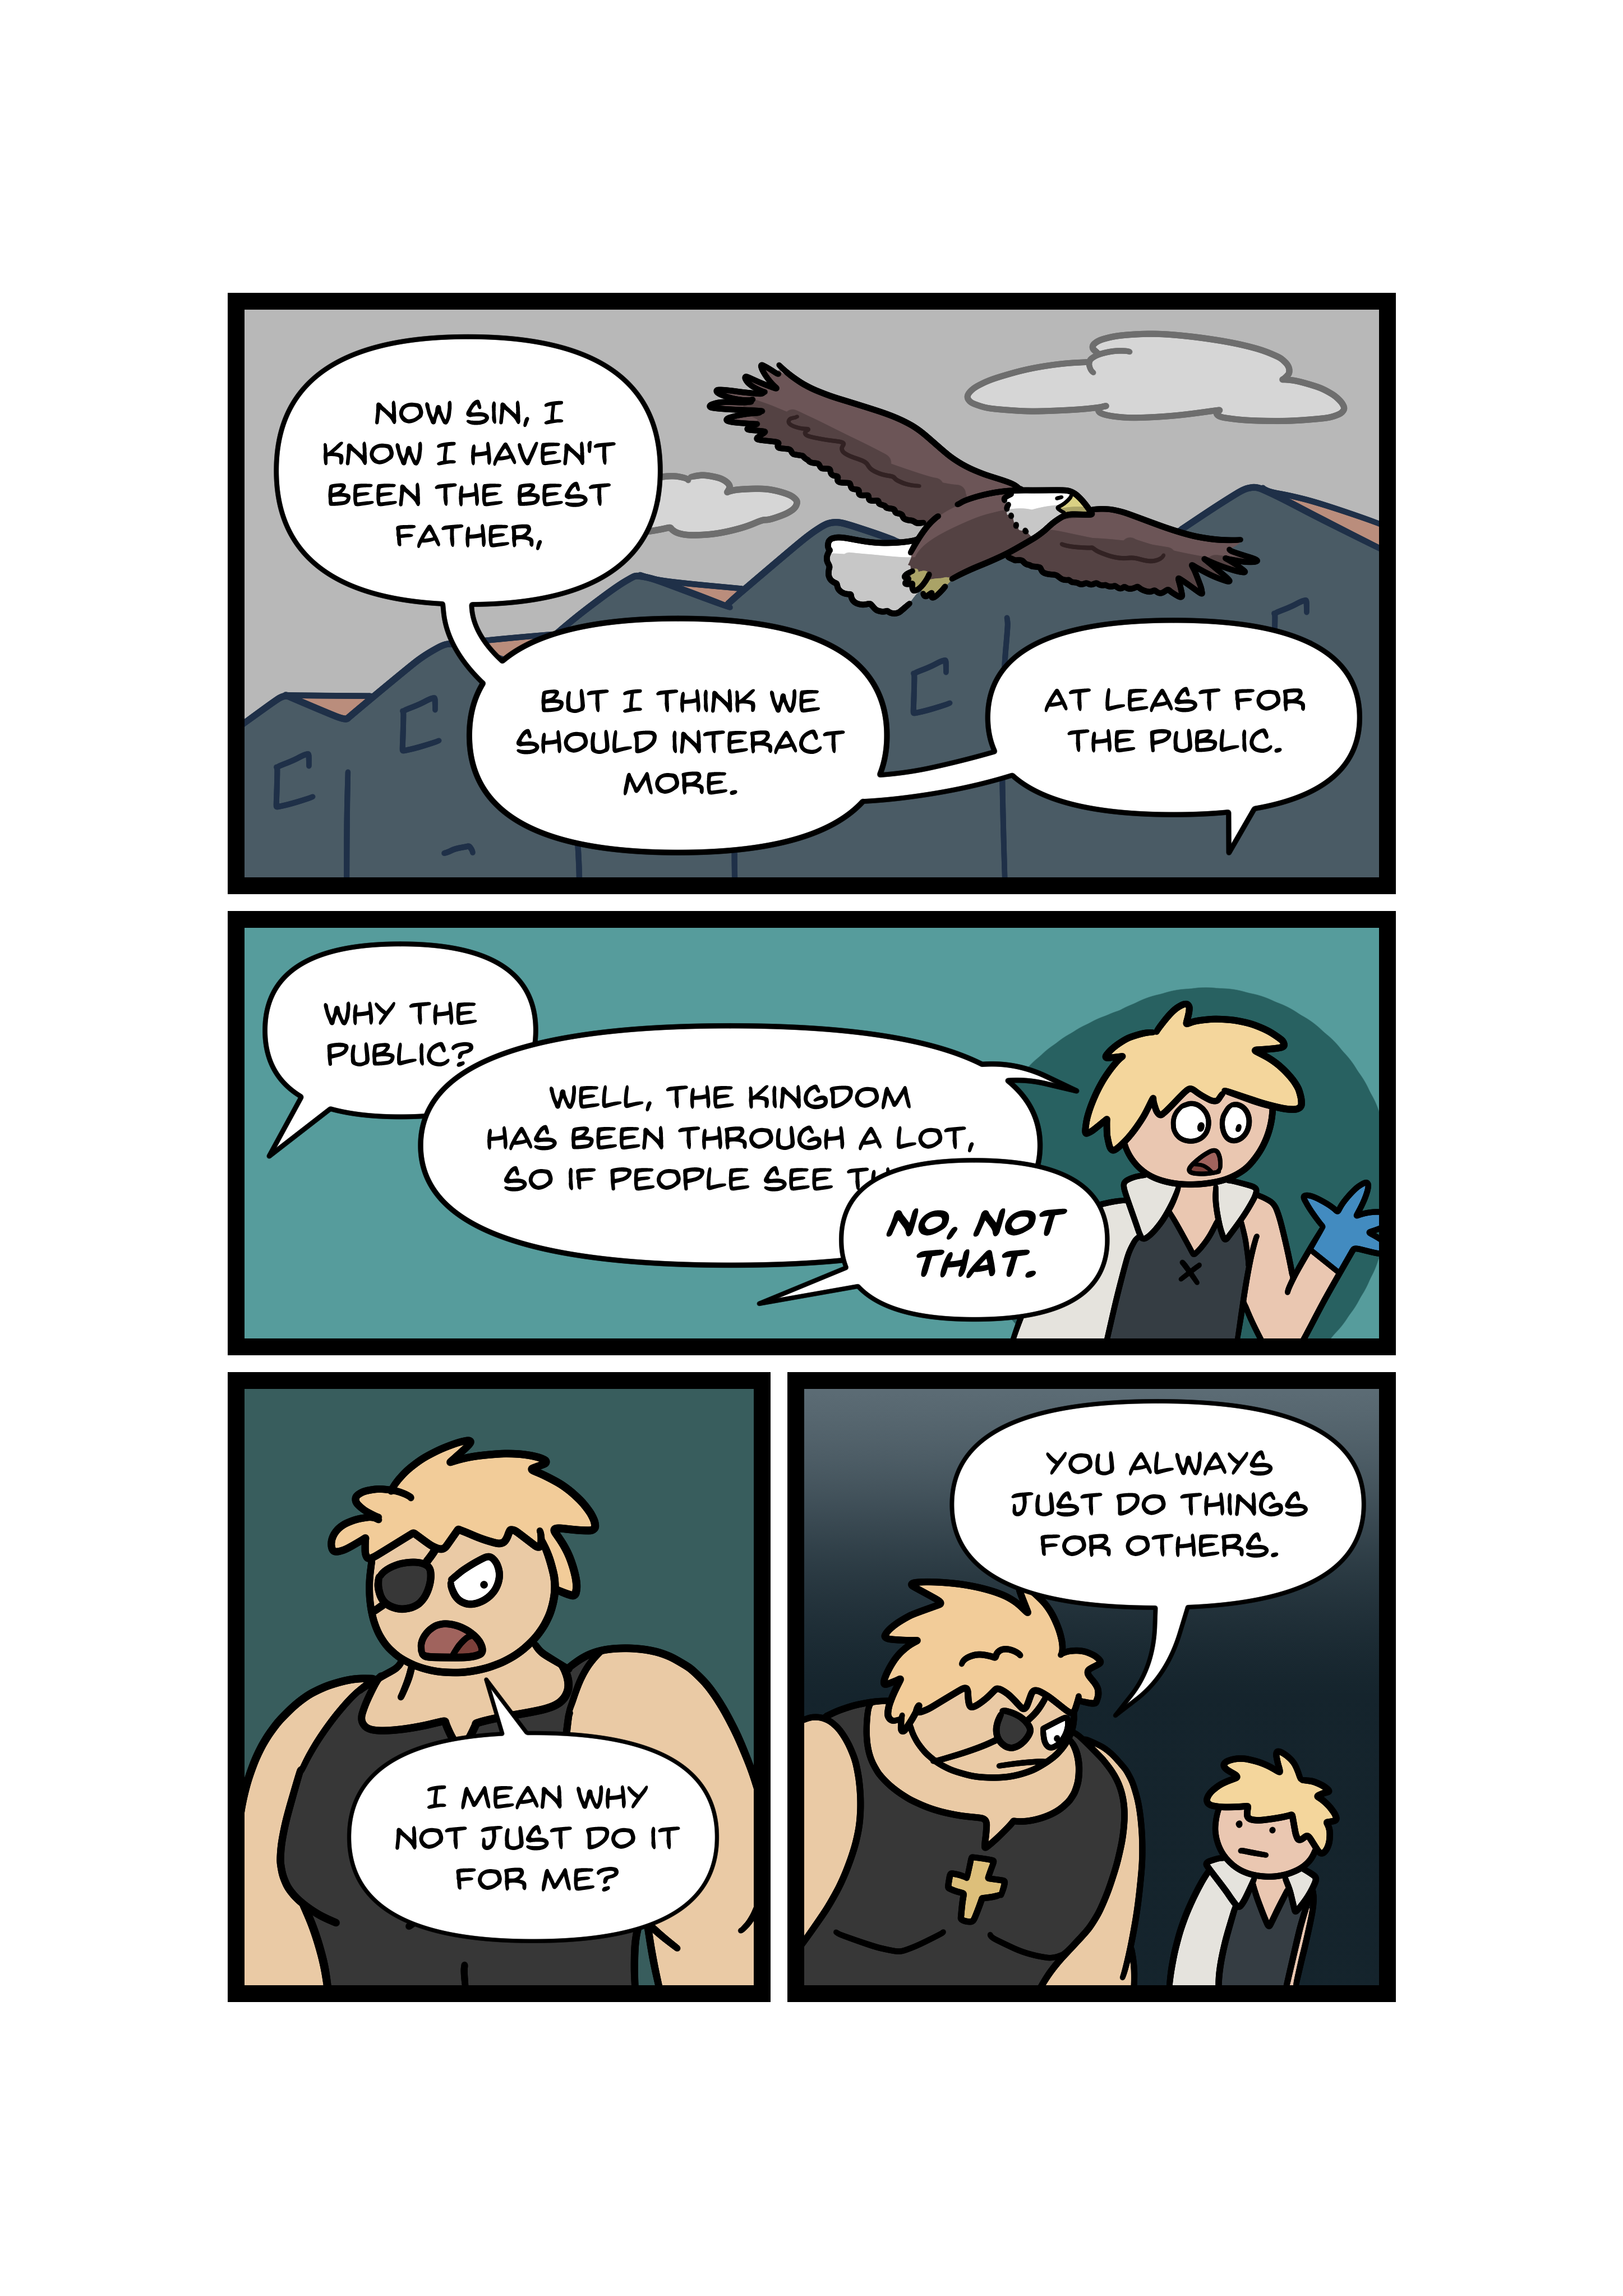 NOW SIN, I
KNOW I HAVEN'T
BEEN THE BEST
FATHER,
BUT I THINK WE
SHOULD INTERACT
MORE.
AT LEAST FOR
THE PUBLIC.
WHY THE
PUBLIC?
WELL, THE KINGDOM
HAS BEEN THROUGH A LOT,
SO IF PEOPLE SEE
NO, NOT
THAT.
I MEAN WHY
NOT JUST DO IT
FOR ME?
YOU ALWAYS
JUST DO THINGS
FOR OTHERS.